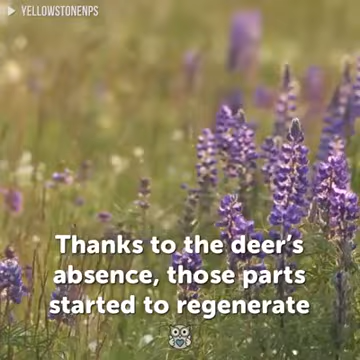 YELLOWSTONENPS
Thanks to the deer's
absence, those parts
started to regenerate